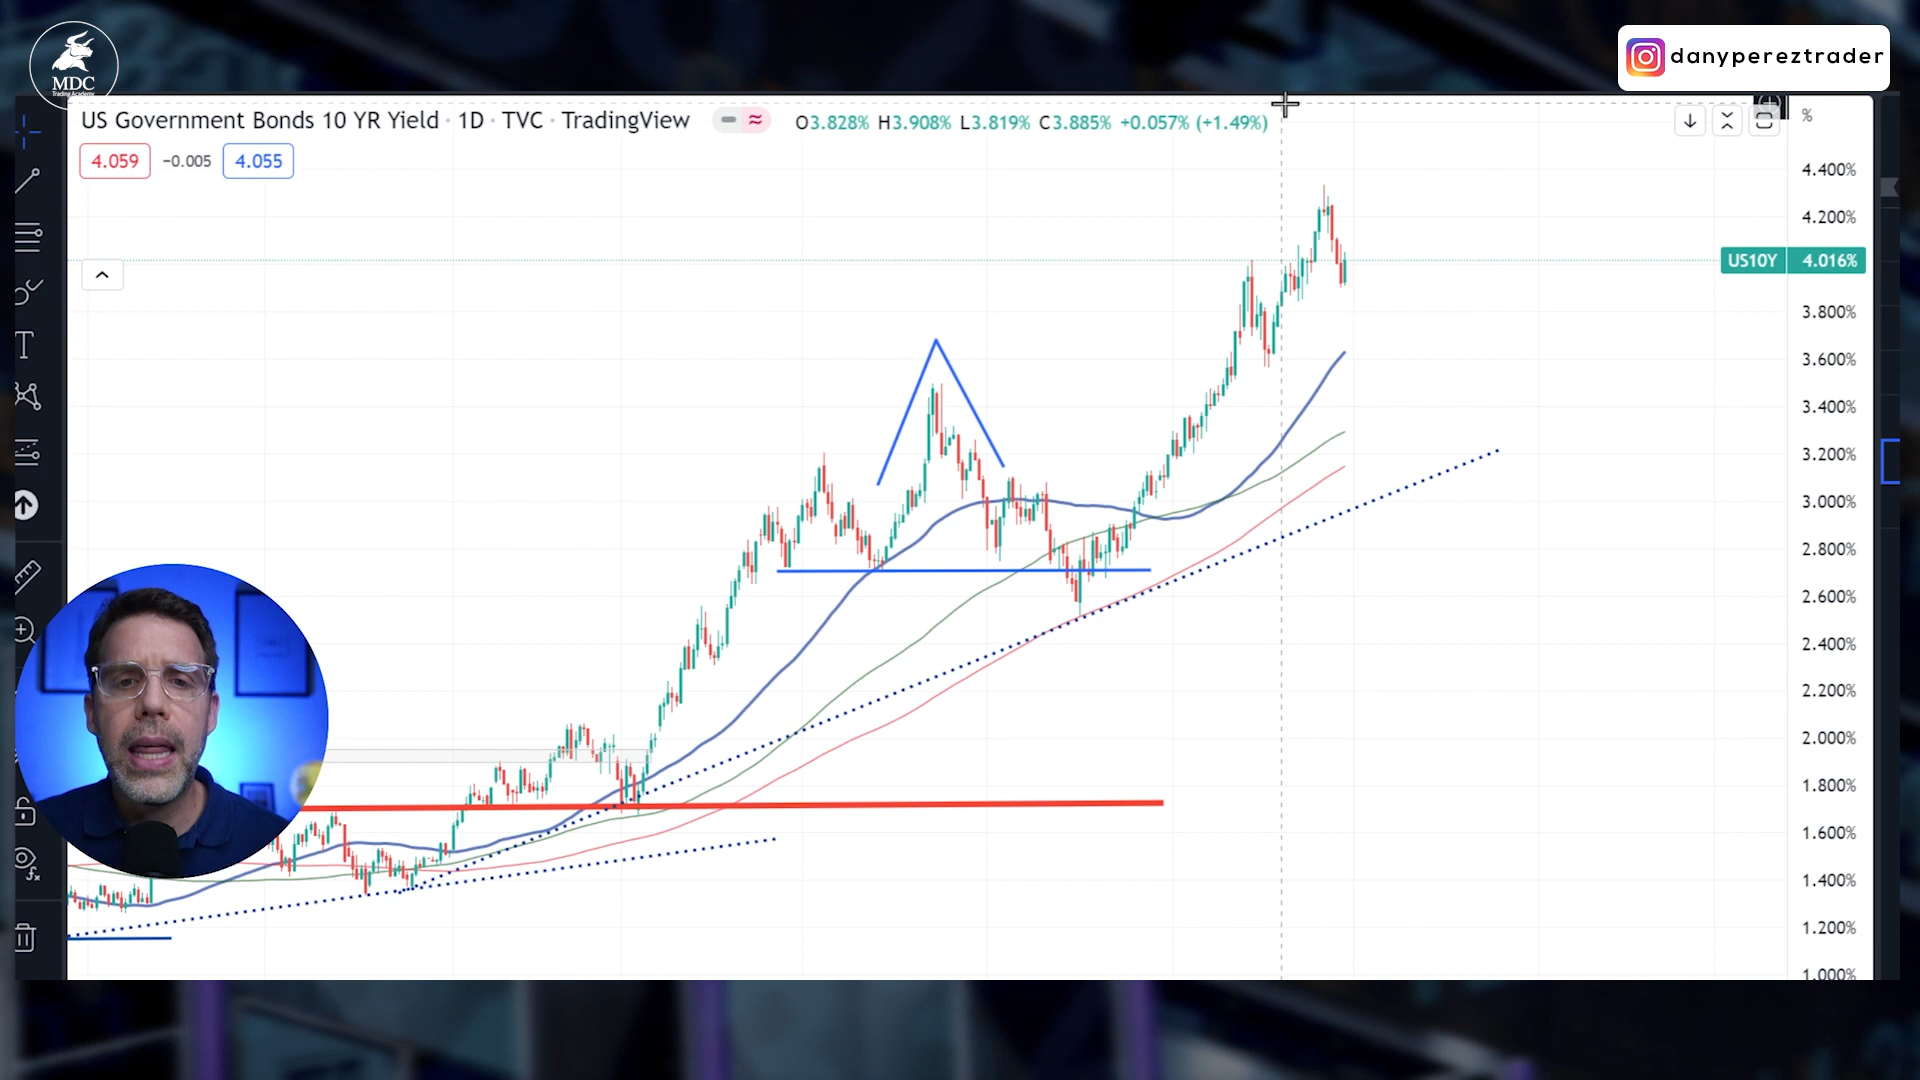 MDC
Trading Academy
danypereztrader
US Government Bonds 10 YR Yield · 1D · TVC · TradingView
O3.828% H3.908% L3.819% C3.885% +0.057% (+1.49%)
%
4.059 −0.005 4.055
4.400%
4.200%
US10Y 4.016%
3.800%
3.600%
3.400%
3.200%
3.000%
2.800%
2.600%
2.400%
2.200%
2.000%
1.800%
1.600%
1.400%
1.200%
1.000%